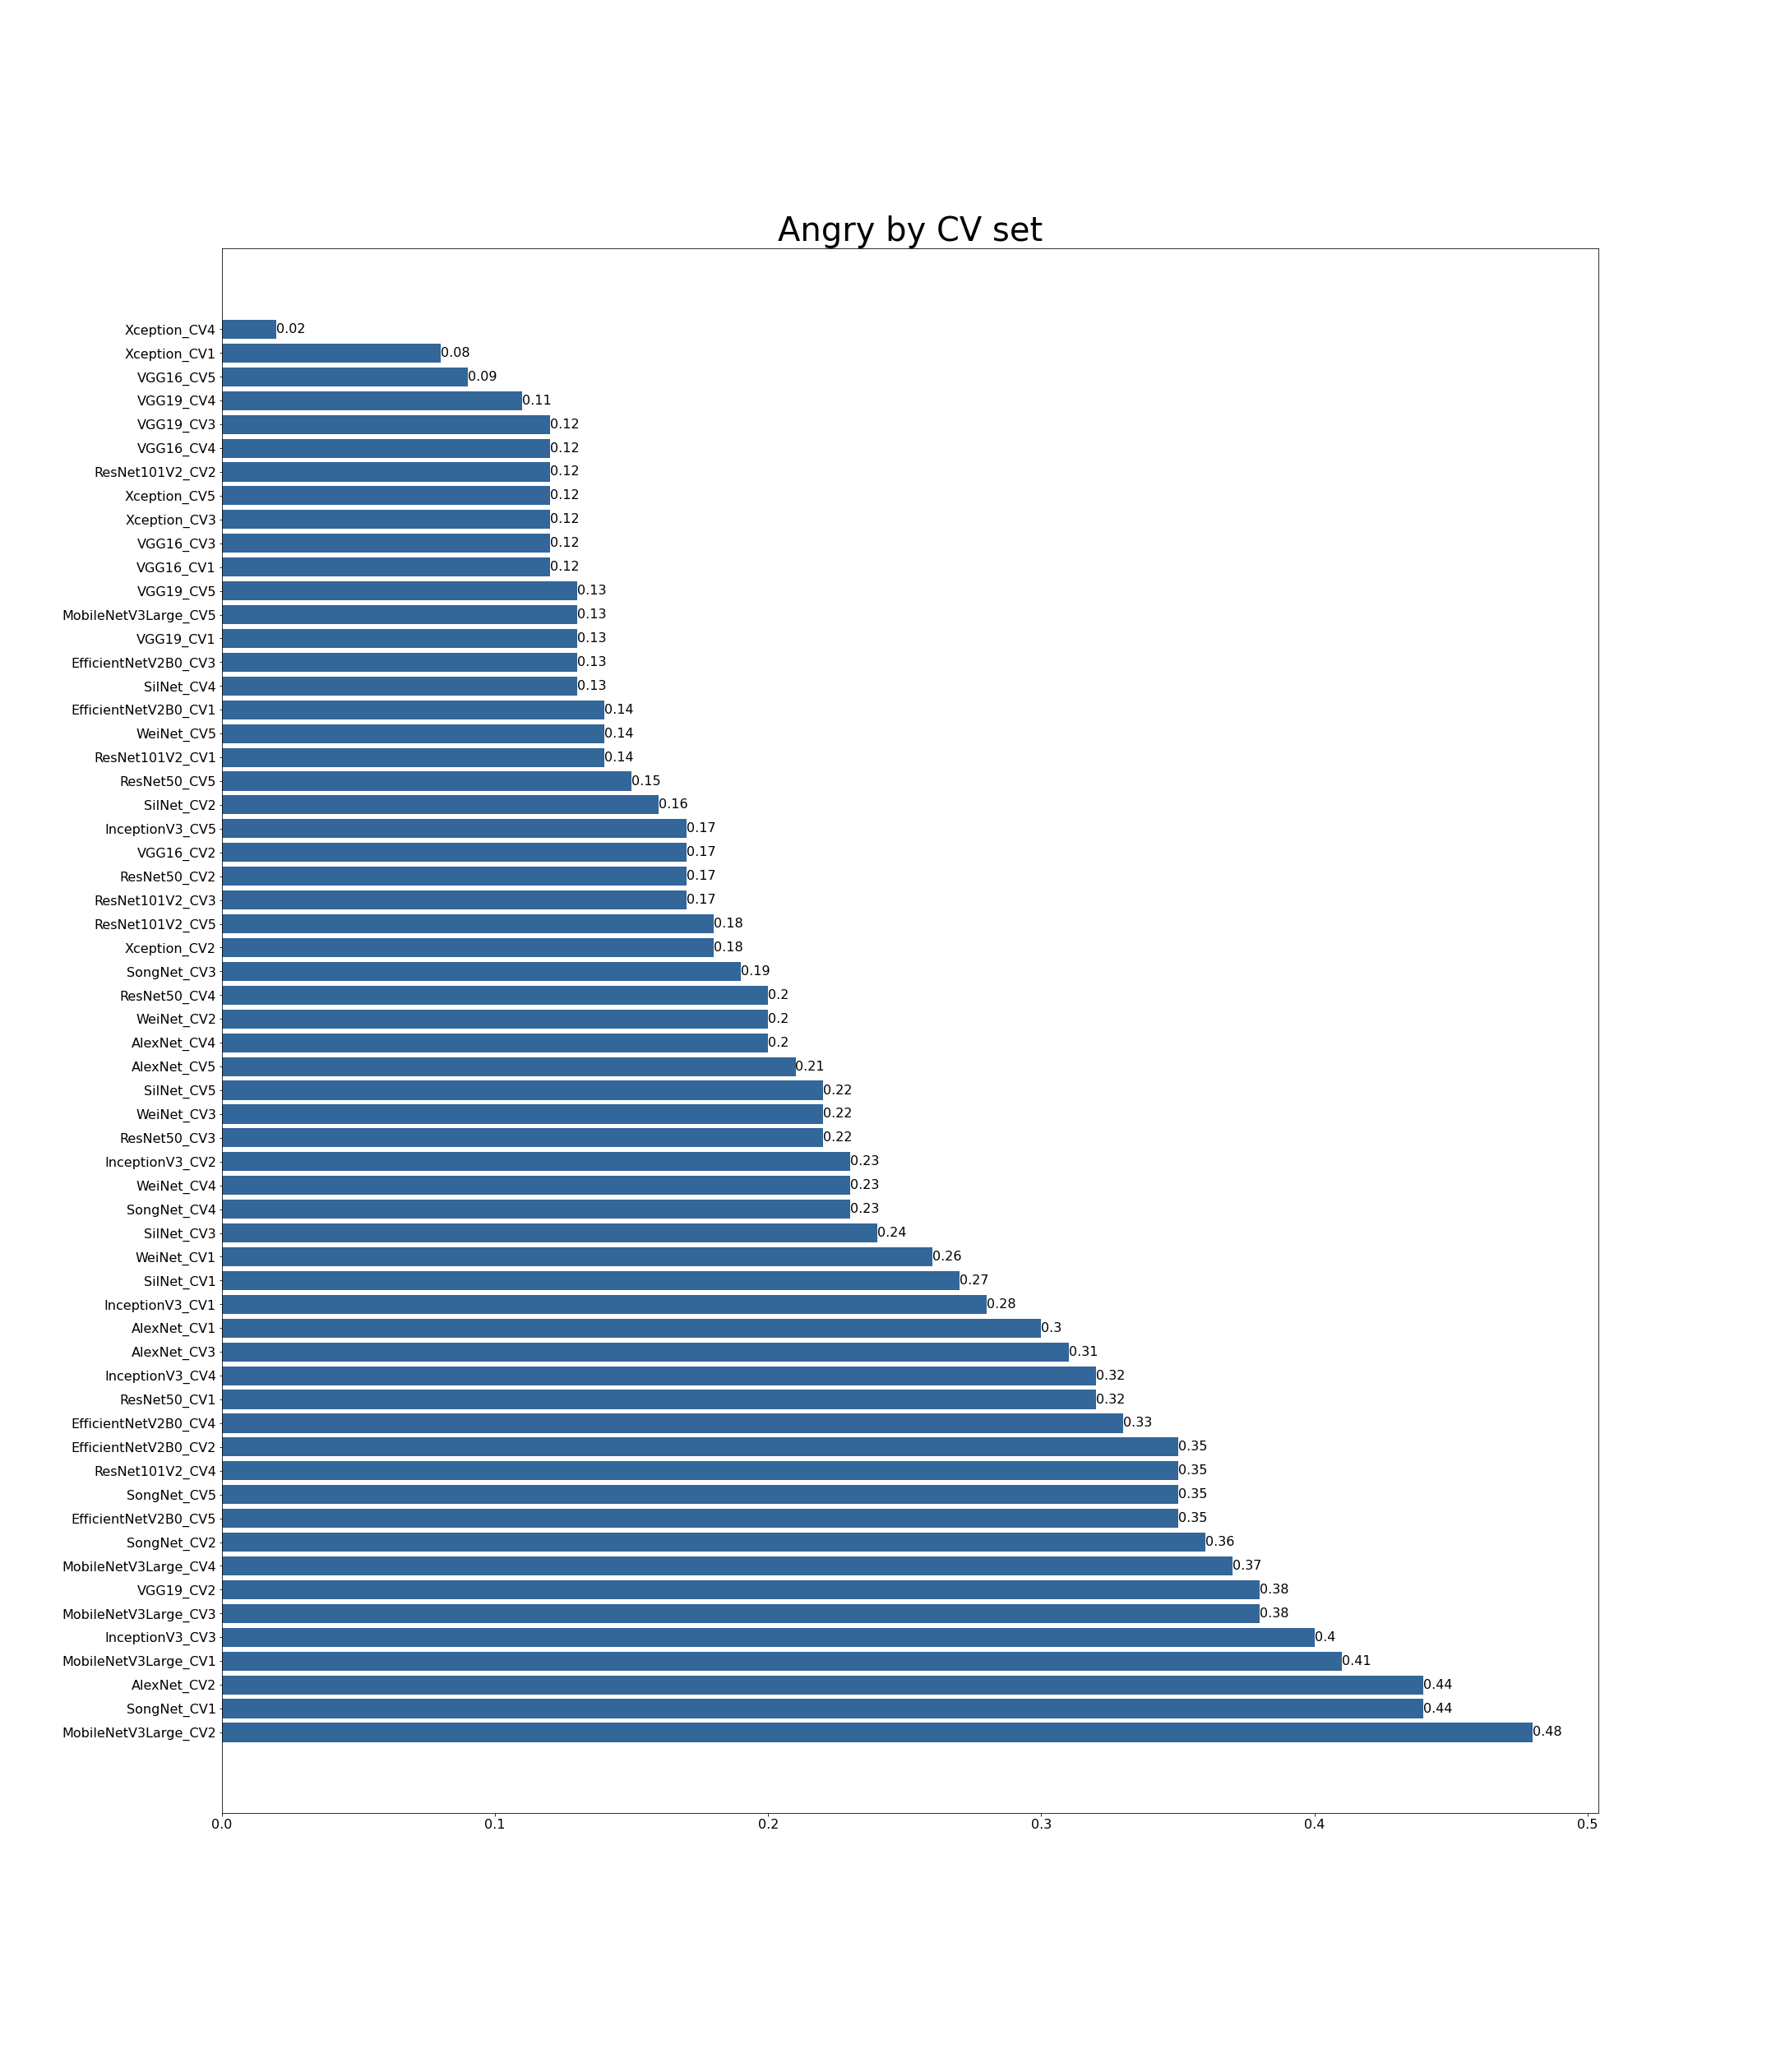 Angry by CV set
Xception_CV4 0.02
Xception_CV1 0.08
VGG16_CV5 0.09
VGG19_CV4 0.11
VGG19_CV3 0.12
VGG16_CV4 0.12
ResNet101V2_CV2 0.12
Xception_CV5 0.12
Xception_CV3 0.12
VGG16_CV3 0.12
VGG16_CV1 0.12
VGG19_CV5 0.13
MobileNetV3Large_CV5 0.13
VGG19_CV1 0.13
EfficientNetV2B0_CV3 0.13
SilNet_CV4 0.13
EfficientNetV2B0_CV1 0.14
WeiNet_CV5 0.14
ResNet101V2_CV1 0.14
ResNet50_CV5 0.15
SilNet_CV2 0.16
InceptionV3_CV5 0.17
VGG16_CV2 0.17
ResNet50_CV2 0.17
ResNet101V2_CV3 0.17
ResNet101V2_CV5 0.18
Xception_CV2 0.18
SongNet_CV3 0.19
ResNet50_CV4 0.2
WeiNet_CV2 0.2
AlexNet_CV4 0.2
AlexNet_CV5 0.21
SilNet_CV5 0.22
WeiNet_CV3 0.22
ResNet50_CV3 0.22
InceptionV3_CV2 0.23
WeiNet_CV4 0.23
SongNet_CV4 0.23
SilNet_CV3 0.24
WeiNet_CV1 0.26
SilNet_CV1 0.27
InceptionV3_CV1 0.28
AlexNet_CV1 0.3
AlexNet_CV3 0.31
InceptionV3_CV4 0.32
ResNet50_CV1 0.32
EfficientNetV2B0_CV4 0.33
EfficientNetV2B0_CV2 0.35
ResNet101V2_CV4 0.35
SongNet_CV5 0.35
EfficientNetV2B0_CV5 0.35
SongNet_CV2 0.36
MobileNetV3Large_CV4 0.37
VGG19_CV2 0.38
MobileNetV3Large_CV3 0.38
InceptionV3_CV3 0.4
MobileNetV3Large_CV1 0.41
AlexNet_CV2 0.44
SongNet_CV1 0.44
MobileNetV3Large_CV2 0.48
0.0 0.1 0.2 0.3 0.4 0.5